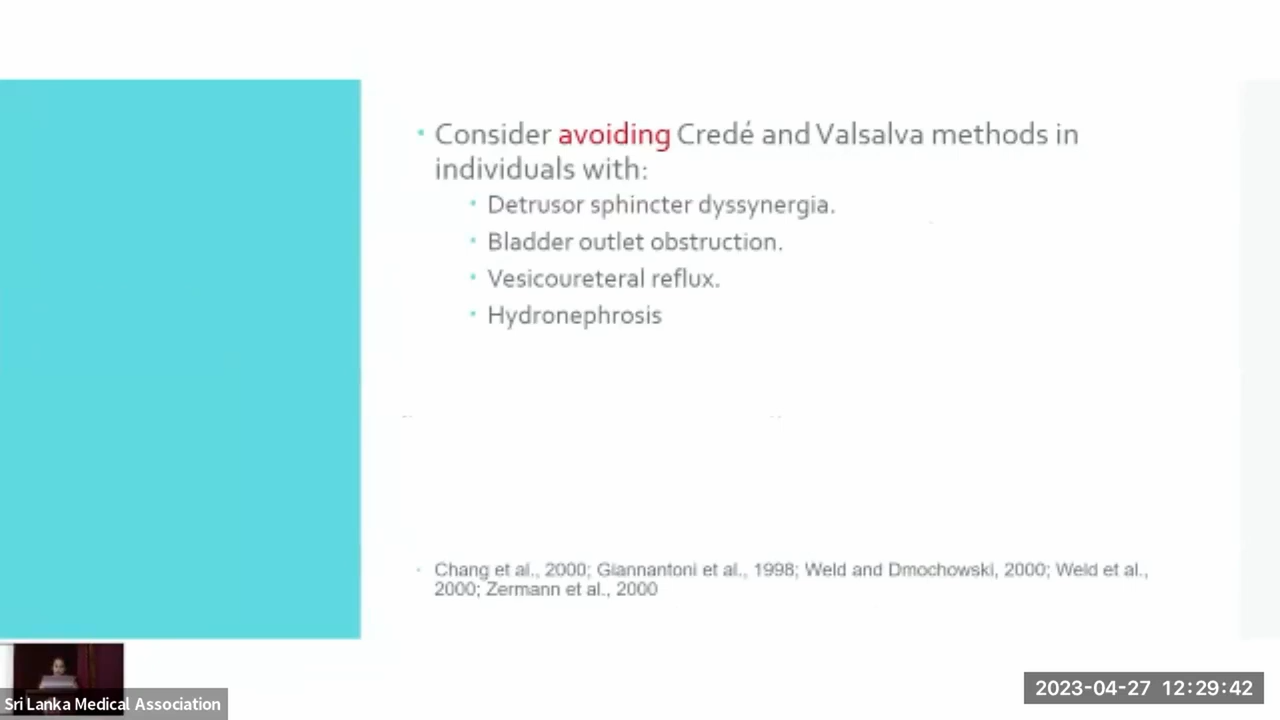 • Consider avoiding Credé and Valsalva methods in
individuals with:
• Detrusor sphincter dyssynergia.
• Bladder outlet obstruction.
• Vesicoureteral reflux.
• Hydronephrosis
• Chang et al., 2000; Giannantoni et al., 1998; Weld and Dmochowski, 2000; Weld et al.,
2000; Zermann et al., 2000
Sri Lanka Medical Association
2023-04-27 12:29:42